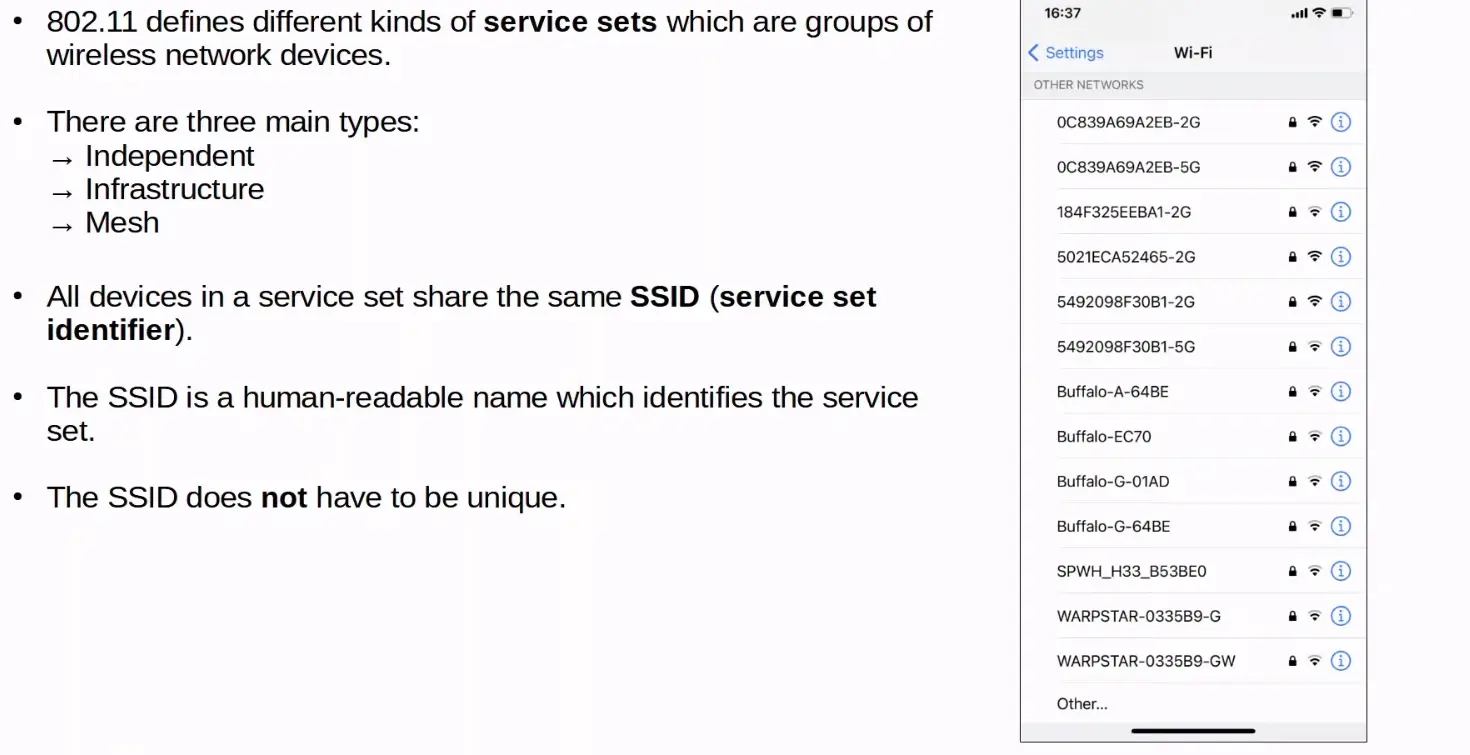 • 802.11 defines different kinds of service sets which are groups of
wireless network devices.
• There are three main types:
→ Independent
→ Infrastructure
→ Mesh
• All devices in a service set share the same SSID (service set
identifier).
• The SSID is a human-readable name which identifies the service
set.
• The SSID does not have to be unique.
16:37
Settings Wi-Fi
OTHER NETWORKS
0C839A69A2EB-2G
0C839A69A2EB-5G
184F325EEBA1-2G
5021ECA52465-2G
5492098F30B1-2G
5492098F30B1-5G
Buffalo-A-64BE
Buffalo-EC70
Buffalo-G-01AD
Buffalo-G-64BE
SPWH_H33_B53BE0
WARPSTAR-0335B9-G
WARPSTAR-0335B9-GW
Other...